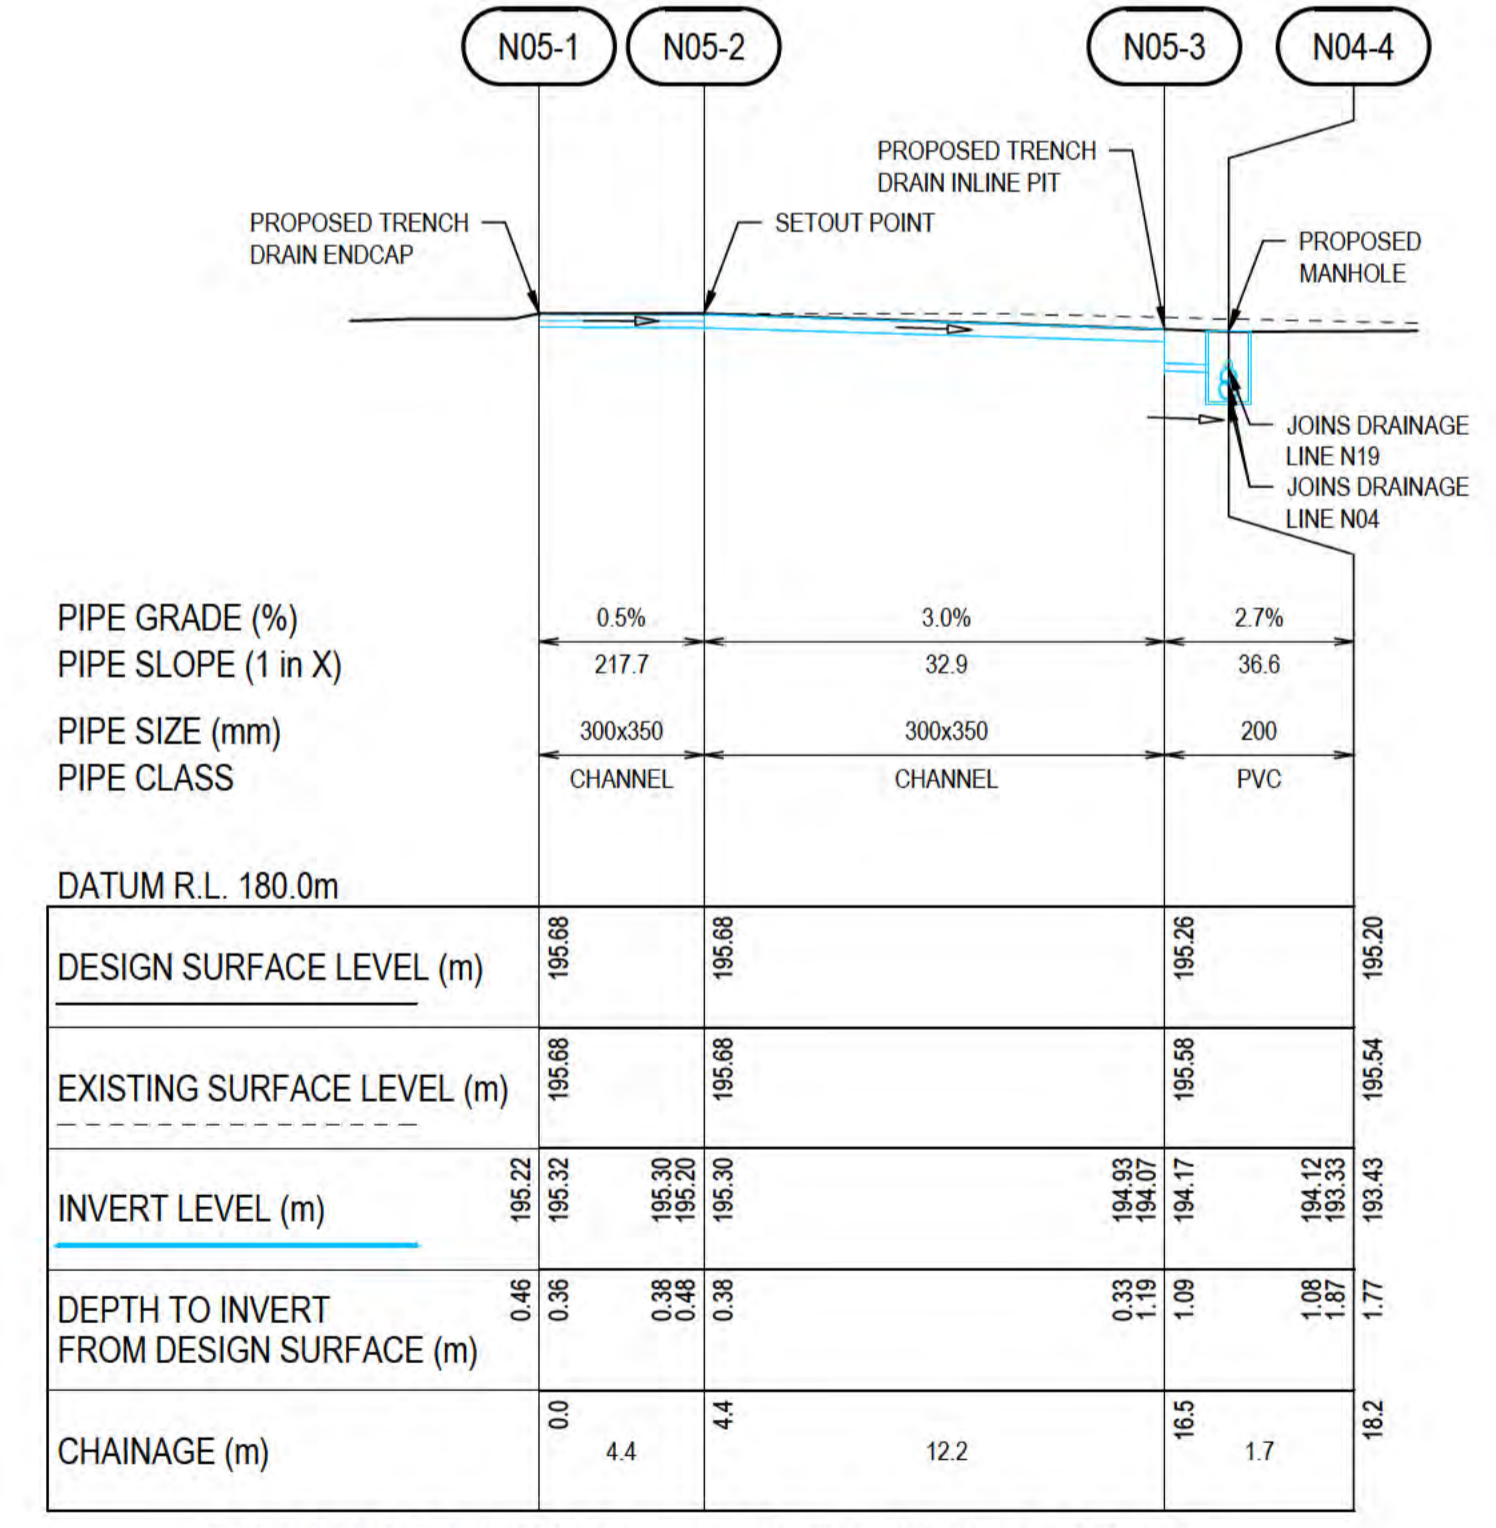 N05-1 N05-2 N05-3 N04-4
PROPOSED TRENCH
DRAIN INLINE PIT
PROPOSED TRENCH
DRAIN ENDCAP
SETOUT POINT
PROPOSED
MANHOLE
JOINS DRAINAGE
LINE N19
JOINS DRAINAGE
LINE N04
PIPE GRADE (%) 0.5% 3.0% 2.7%
PIPE SLOPE (1 in X) 217.7 32.9 36.6
PIPE SIZE (mm) 300x350 300x350 200
PIPE CLASS CHANNEL CHANNEL PVC
DATUM R.L. 180.0m
DESIGN SURFACE LEVEL (m) 195.68 195.68 195.26 195.20
EXISTING SURFACE LEVEL (m) 195.68 195.68 195.58 195.54
INVERT LEVEL (m) 195.22 195.32 195.30 195.20 195.30 194.93 194.07 194.17 194.12 193.33 193.43
DEPTH TO INVERT
FROM DESIGN SURFACE (m) 0.46 0.36 0.38 0.48 0.38 0.33 1.19 1.09 1.08 1.87 1.77
CHAINAGE (m) 0.0 4.4 4.4 12.2 16.5 1.7 18.2